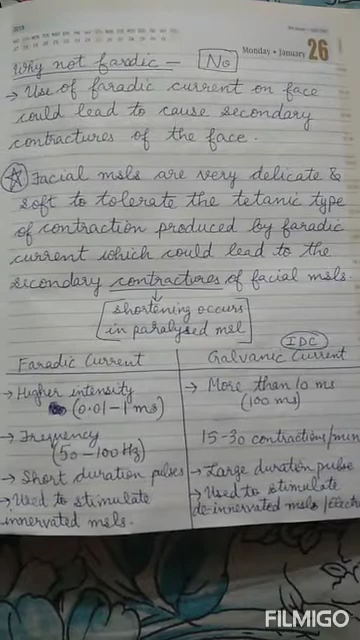 Monday • January 26
Why not faradic — No
→ Use of faradic current on face
could lead to cause secondary
contractures of the face.
Facial msls are very delicate &
soft to tolerate the tetanic type
of contraction produced by faradic
current which could lead to the
secondary contractures of facial msls.
↓
[shortening occurs
in paralysed msl]
IDC
Faradic Current
Galvanic Current
→ Higher intensity
(0.01-1 ms)
→ More than 10 ms
(100 ms)
→ Frequency
(50-100Hz)
15-30 contractions/min
→ Short duration pulses
→ Large duration pulse
→ Used to stimulate
innervated msls.
→ Used to stimulate
de-innervated msls
FILMIGO